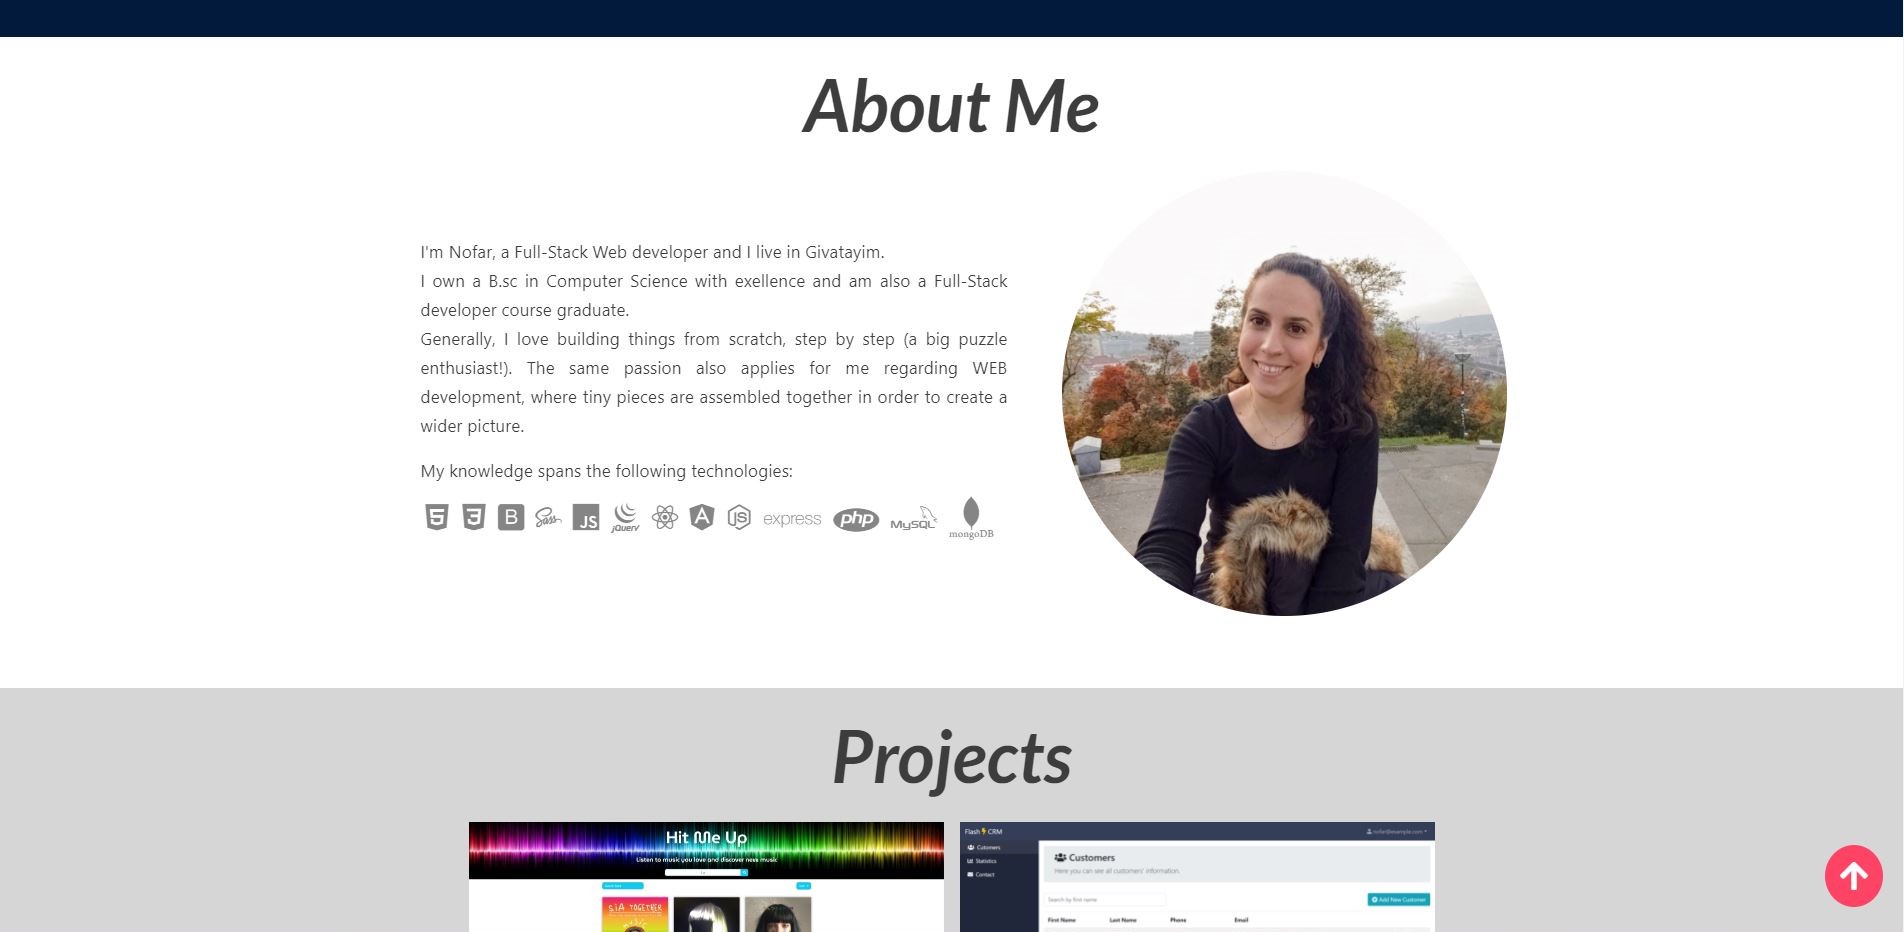 About Me
I'm Nofar, a Full-Stack Web developer and I live in Givatayim.
I own a B.sc in Computer Science with exellence and am also a Full-Stack
developer course graduate.
Generally, I love building things from scratch, step by step (a big puzzle
enthusiast!). The same passion also applies for me regarding WEB
development, where tiny pieces are assembled together in order to create a
wider picture.
My knowledge spans the following technologies:
5 3 B Sass JS jQuery A JS express php MySQL mongoDB
Projects
Hit Me Up
Listen to music you love and discover new music
SiA TOGETHER
Flash CRM
nofar@example.com
Cutomers
Statistics
Contact
Customers
Here you can see all customers' information.
Search by first name
Add New Customer
First Name Last Name Phone Email